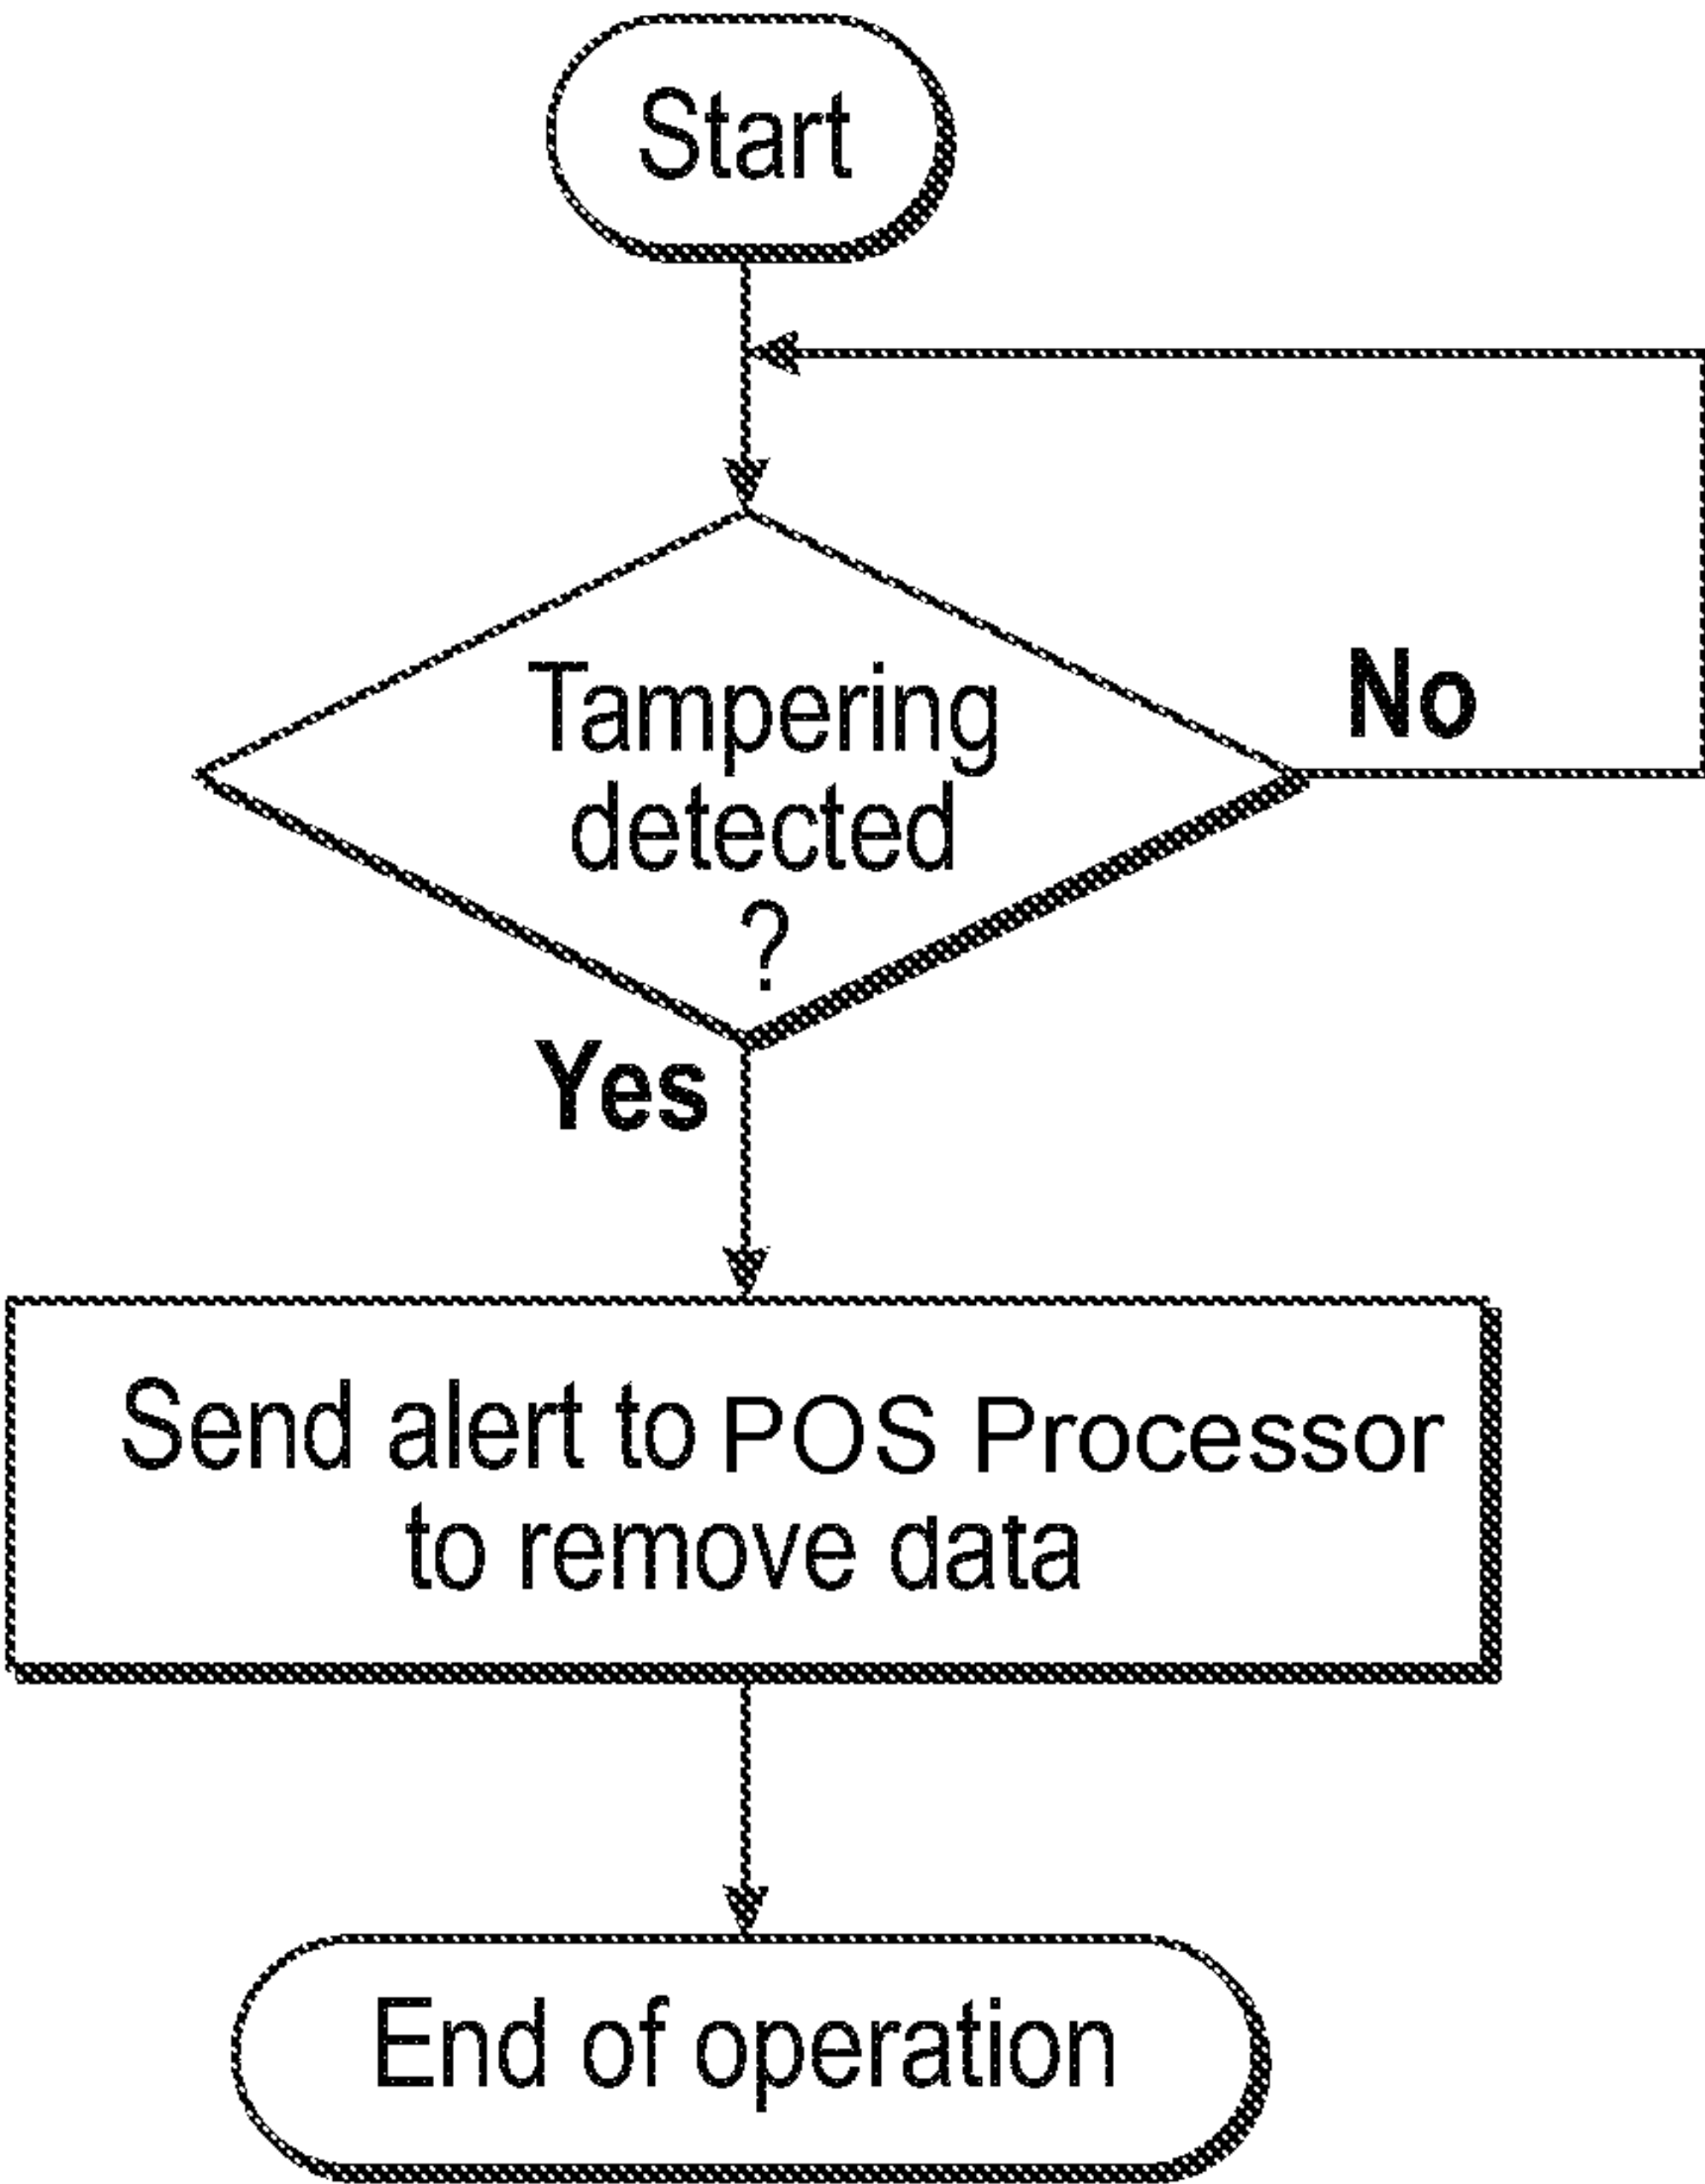 Start
Tampering
detected
?
No
Yes
Send alert to POS Processor
to remove data
End of operation